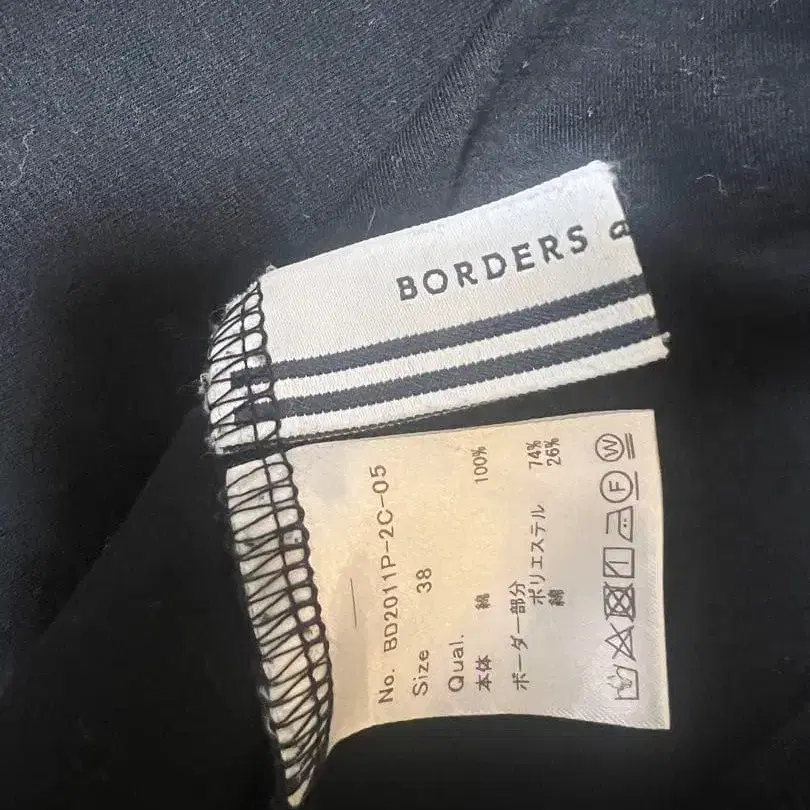 BORDERS a
No. BD2011P-2C-05
Size 38
Qual.
本体 綿 100%
ボーダー部分
ポリエステル 74%
綿 26%
F W